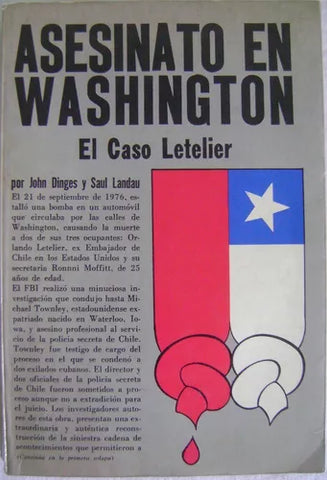 ASESINATO EN
WASHINGTON
El Caso Letelier
por John Dinges y Saul Landau
El 21 de septiembre de 1976, es-
talló una bomba en un automóvil
que circulaba por las calles de
Washington, causando la muerte
a dos de sus tres ocupantes: Or-
lando Letelier, ex Embajador de
Chile en los Estados Unidos y su
secretaria Ronnni Moffitt, de 25
años de edad.
El FBI realizó una minuciosa in-
vestigación que condujo hasta Mi-
chael Townley, estadounidense ex-
patriado nacido en Waterloo, Io-
wa, y asesino profesional al servi-
cio de la policía secreta de Chile.
Townley fue testigo de cargo del
proceso en el que se condenó a
dos exilados cubanos. El director y
dos oficiales de la policía secreta
de Chile fueron sometidos a pro-
ceso aunque no a extradición para
el juicio. Los investigadores auto-
res de esta obra, presentan una ex-
traordinaria y auténtica recons-
trucción de la siniestra cadena de
acontecimientos que permitieron a
(Continúa en la primera solapa)